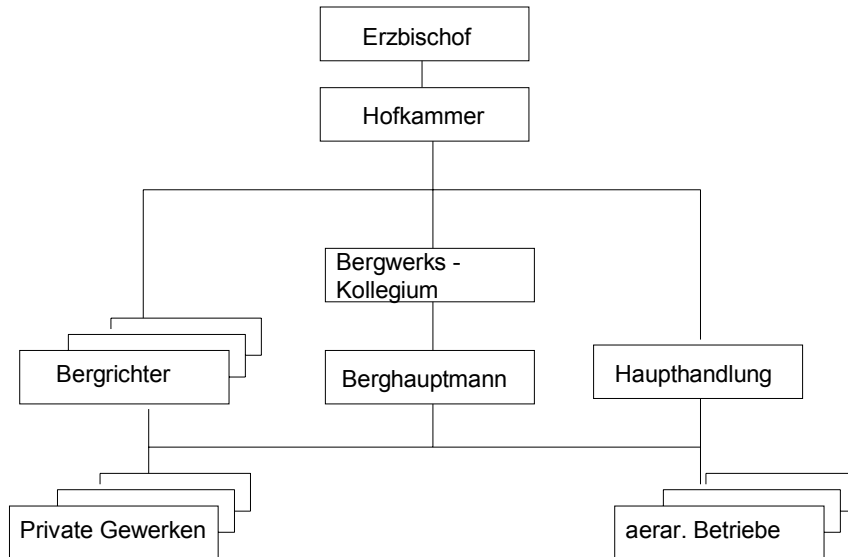 Erzbischof
Hofkammer
Bergwerks -
Kollegium
Bergrichter
Berghauptmann
Haupthandlung
Private Gewerken
aerar. Betriebe